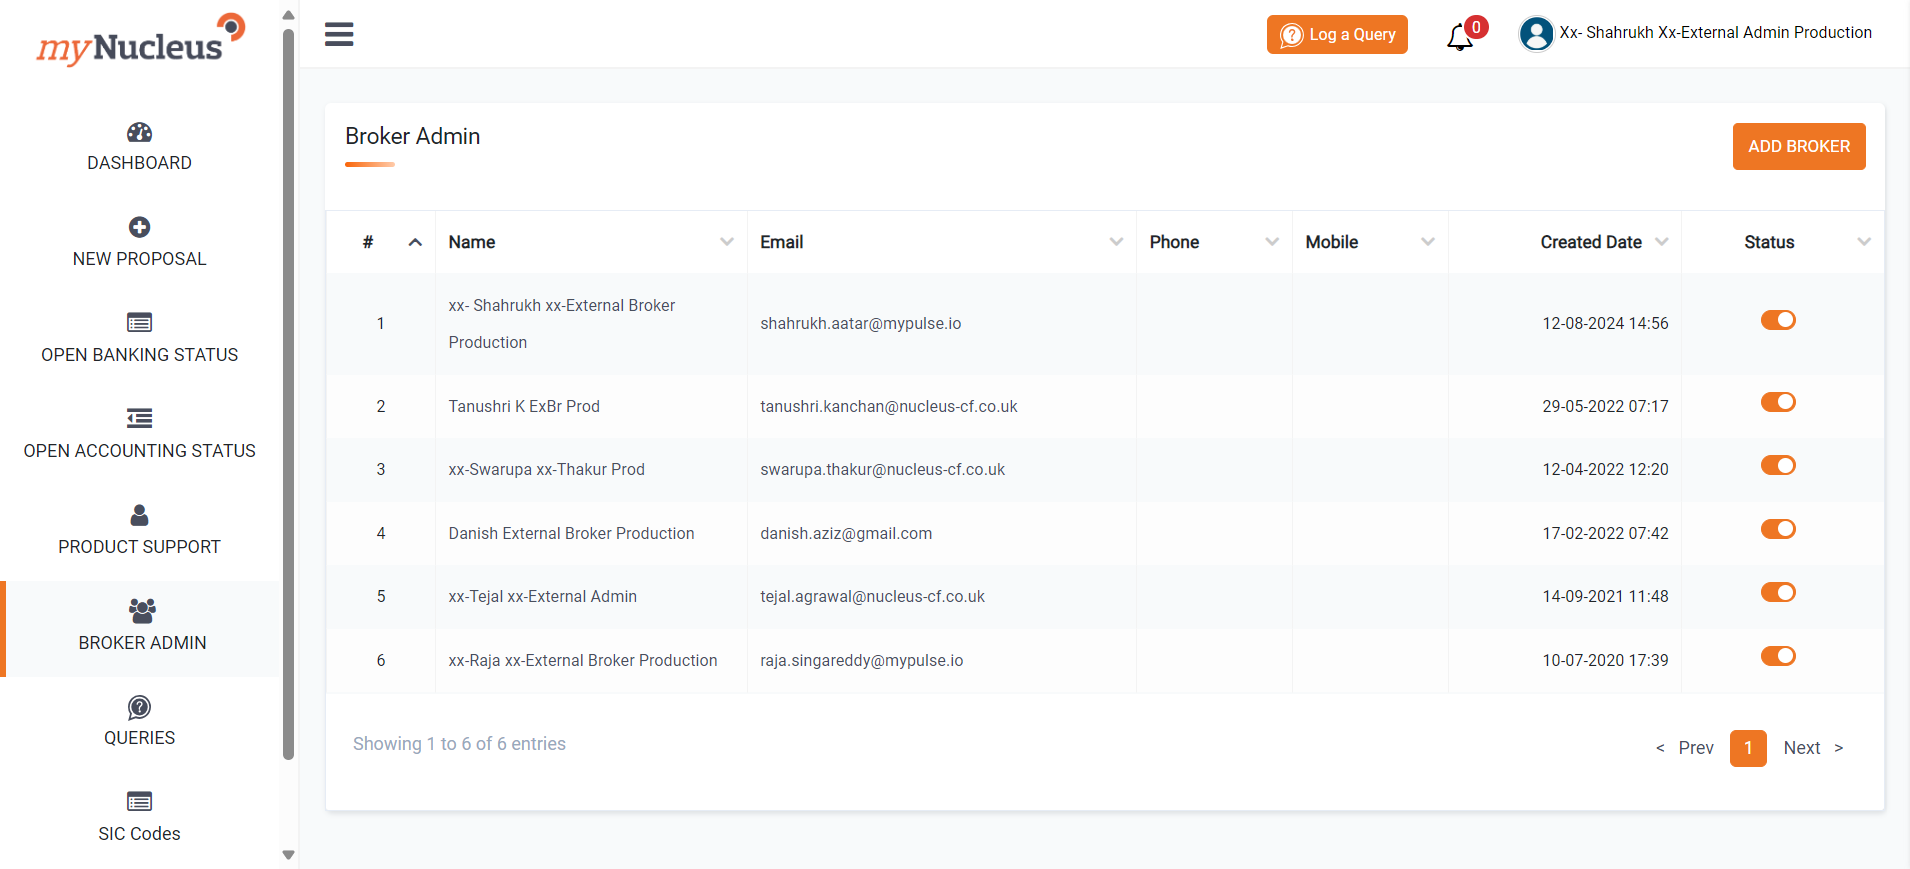 myNucleus
Log a Query
0
Xx- Shahrukh Xx-External Admin Production
DASHBOARD
NEW PROPOSAL
OPEN BANKING STATUS
OPEN ACCOUNTING STATUS
PRODUCT SUPPORT
BROKER ADMIN
QUERIES
SIC Codes
Broker Admin
ADD BROKER
# Name Email Phone Mobile Created Date Status
1 xx- Shahrukh xx-External Broker Production shahrukh.aatar@mypulse.io 12-08-2024 14:56
2 Tanushri K ExBr Prod tanushri.kanchan@nucleus-cf.co.uk 29-05-2022 07:17
3 xx-Swarupa xx-Thakur Prod swarupa.thakur@nucleus-cf.co.uk 12-04-2022 12:20
4 Danish External Broker Production danish.aziz@gmail.com 17-02-2022 07:42
5 xx-Tejal xx-External Admin tejal.agrawal@nucleus-cf.co.uk 14-09-2021 11:48
6 xx-Raja xx-External Broker Production raja.singareddy@mypulse.io 10-07-2020 17:39
Showing 1 to 6 of 6 entries
< Prev 1 Next >